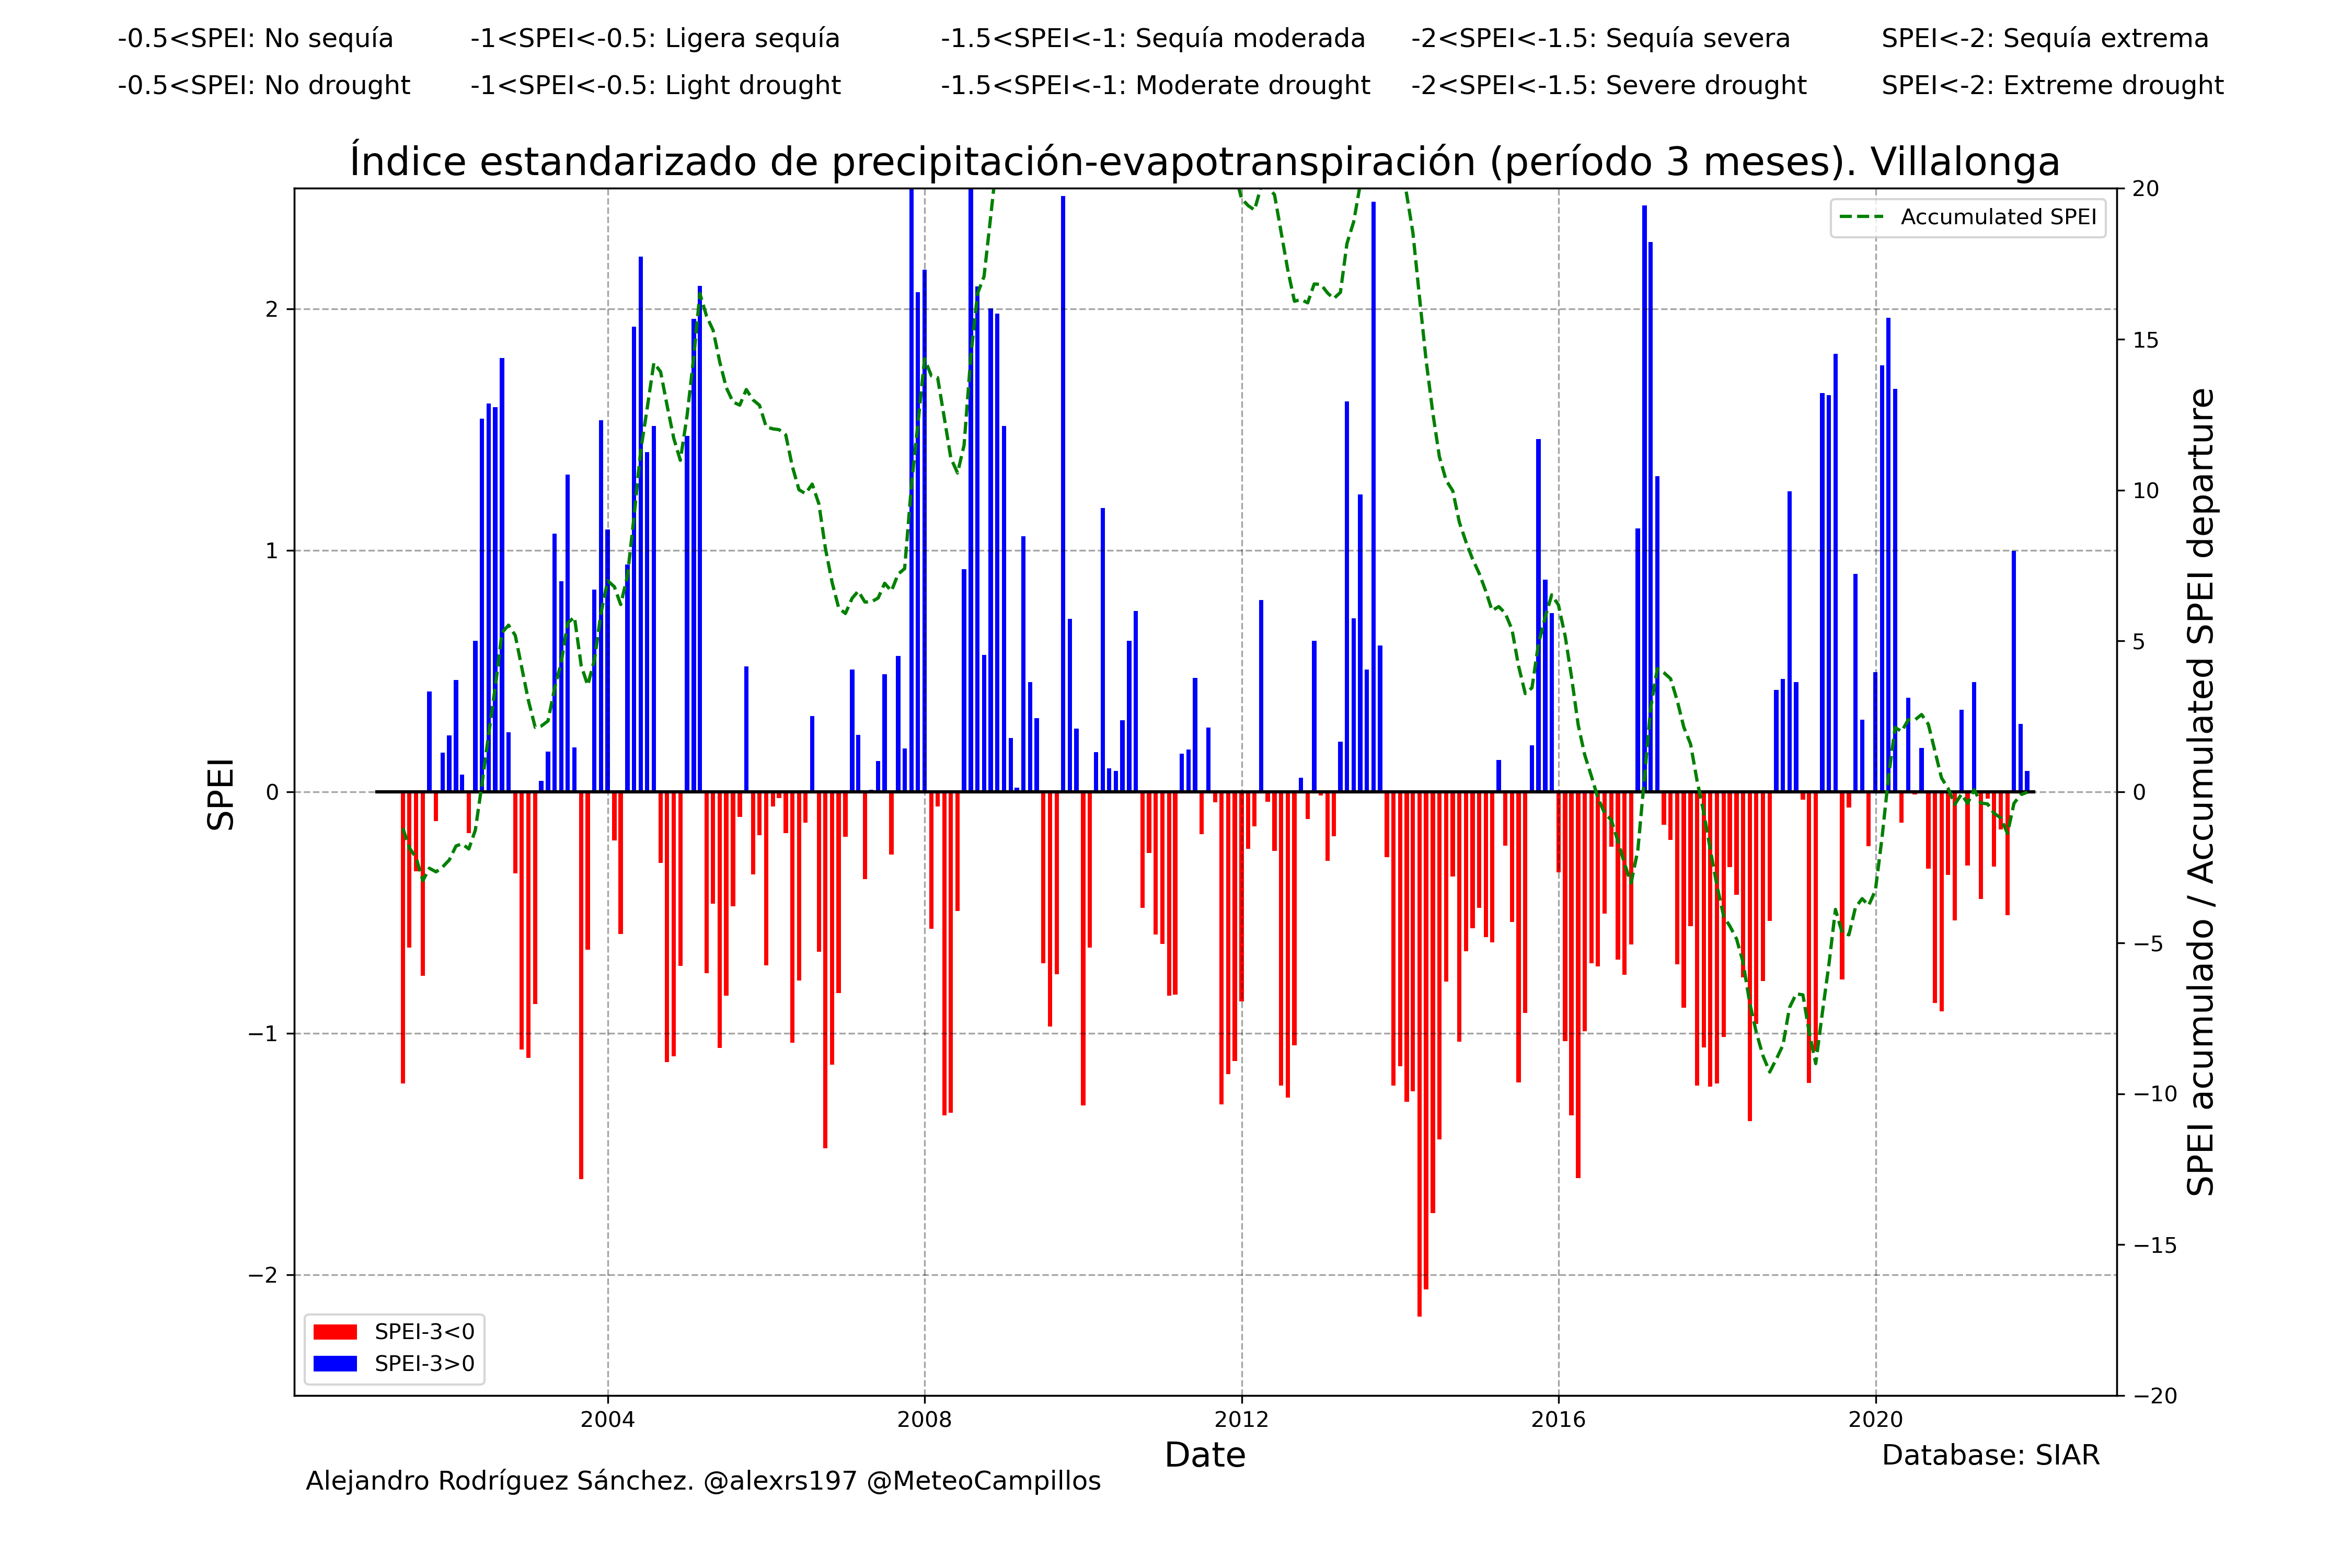 -0.5<SPEI: No sequía -1<SPEI<-0.5: Ligera sequía -1.5<SPEI<-1: Sequía moderada -2<SPEI<-1.5: Sequía severa SPEI<-2: Sequía extrema
-0.5<SPEI: No drought -1<SPEI<-0.5: Light drought -1.5<SPEI<-1: Moderate drought -2<SPEI<-1.5: Severe drought SPEI<-2: Extreme drought
Índice estandarizado de precipitación-evapotranspiración (período 3 meses). Villalonga
Accumulated SPEI
SPEI
2
1
0
−1
−2
20
15
10
5
0
−5
−10
−15
−20
SPEI acumulado / Accumulated SPEI departure
SPEI-3<0
SPEI-3>0
2004 2008 2012 2016 2020
Date
Database: SIAR
Alejandro Rodríguez Sánchez. @alexrs197 @MeteoCampillos